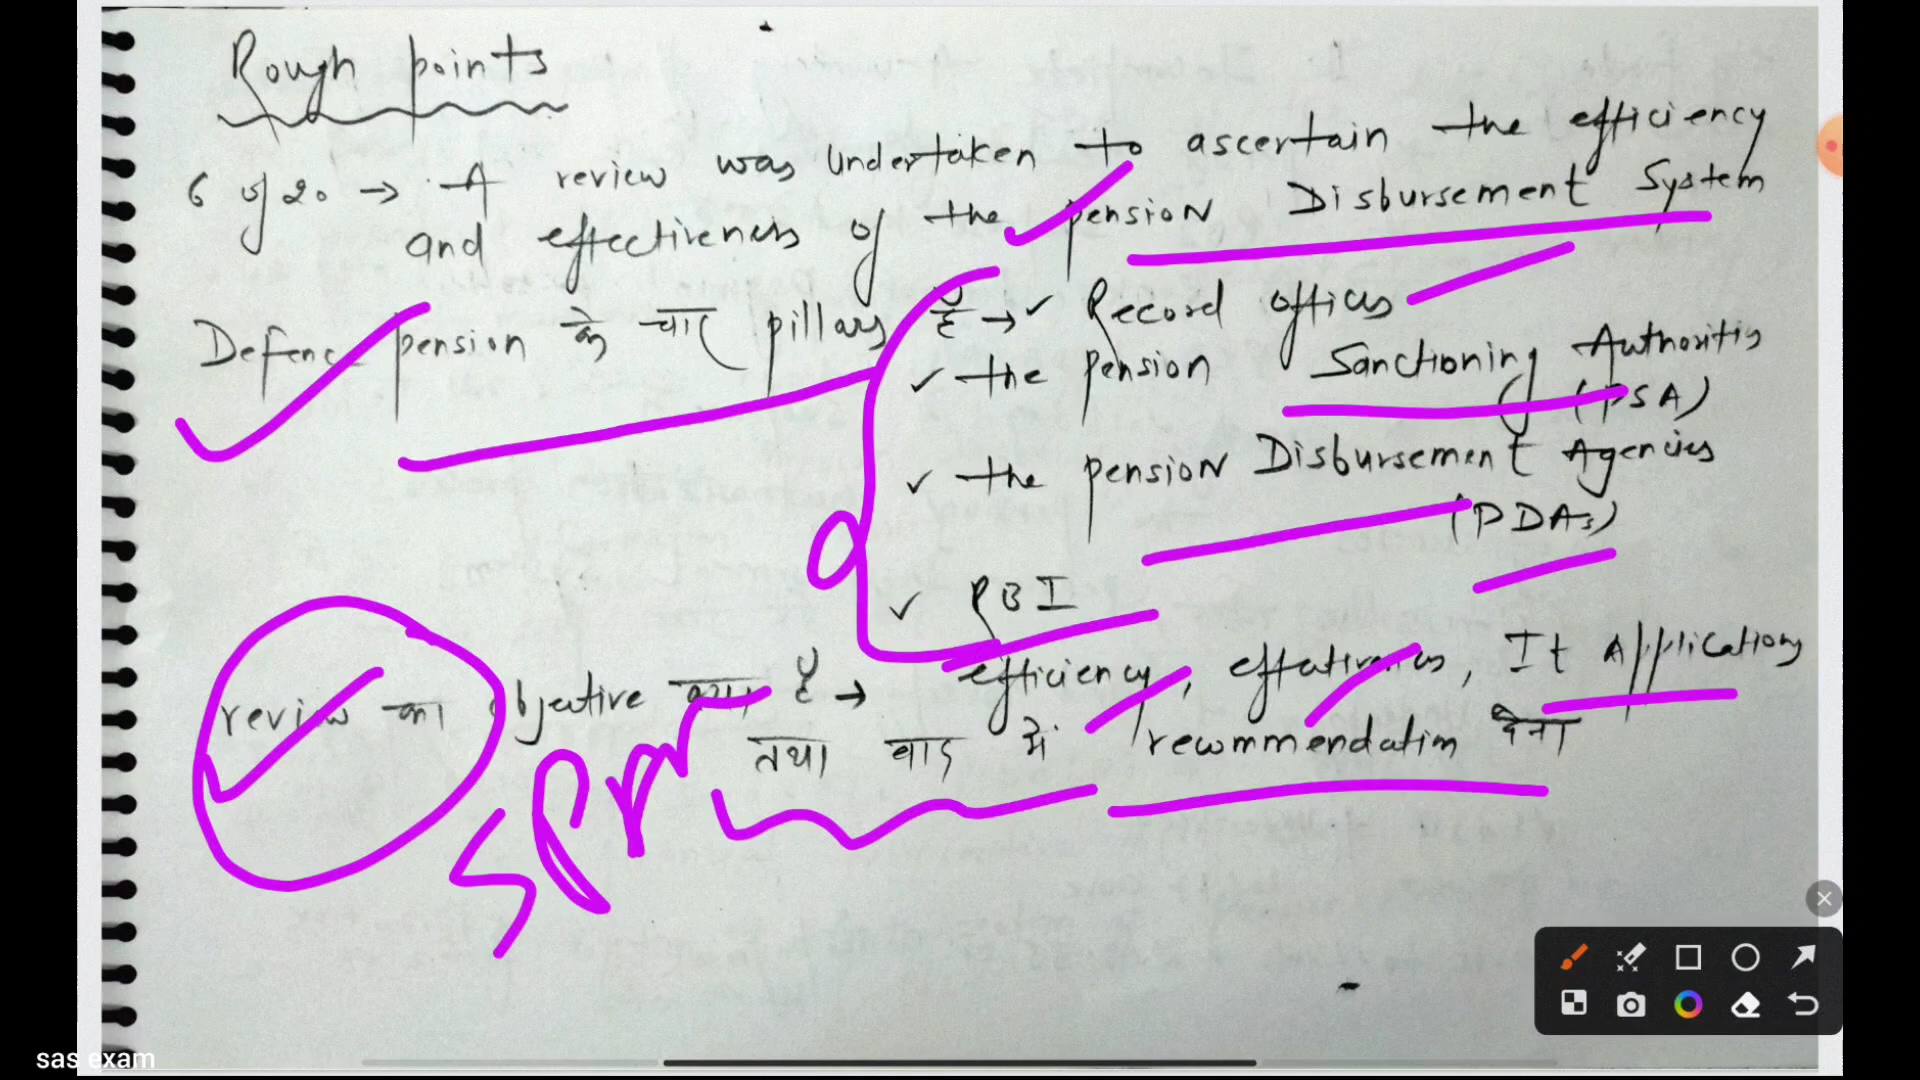 Rough points
6 of 20 → A review was Undertaken to ascertain the efficiency
and effectiveness of the pension Disbursement System
Defence pension के चार pillars है → ✓ Record offices
✓ the pension Sanctioning Authoritis
(PSA)
✓ the pension Disbursement Agencies
(PDAs)
✓ RBI
review का objective क्या है → efficiency, effectiveness, It Applications
तथा बाद में recommendation देना
sas exam